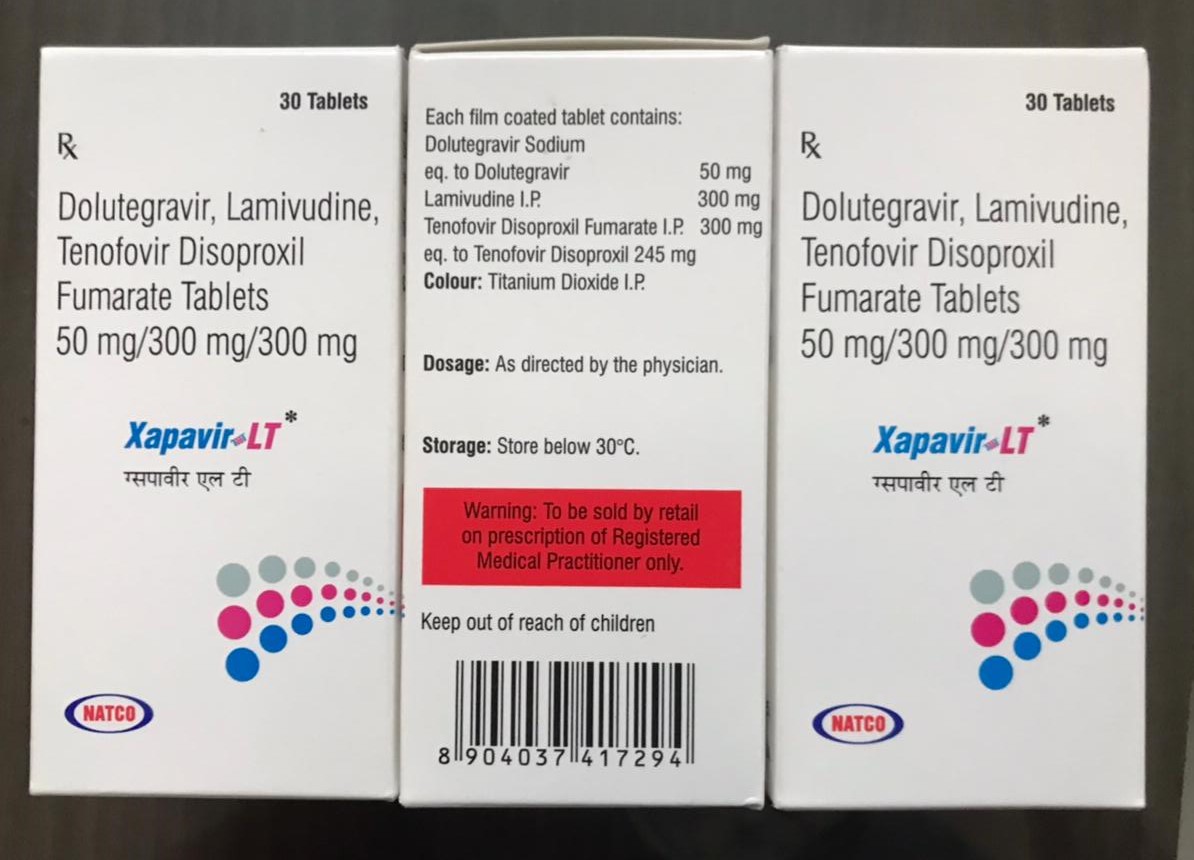 30 Tablets
Rx
Dolutegravir, Lamivudine,
Tenofovir Disoproxil
Fumarate Tablets
50 mg/300 mg/300 mg
Xapavir-LT*
ग्सपावीर एल टी
NATCO
Each film coated tablet contains:
Dolutegravir Sodium
eq. to Dolutegravir 50 mg
Lamivudine I.P. 300 mg
Tenofovir Disoproxil Fumarate I.P. 300 mg
eq. to Tenofovir Disoproxil 245 mg
Colour: Titanium Dioxide I.P.
Dosage: As directed by the physician.
Storage: Store below 30°C.
Warning: To be sold by retail
on prescription of Registered
Medical Practitioner only.
Keep out of reach of children
8 904037 417294
30 Tablets
Rx
Dolutegravir, Lamivudine,
Tenofovir Disoproxil
Fumarate Tablets
50 mg/300 mg/300 mg
Xapavir-LT*
ग्सपावीर एल टी
NATCO